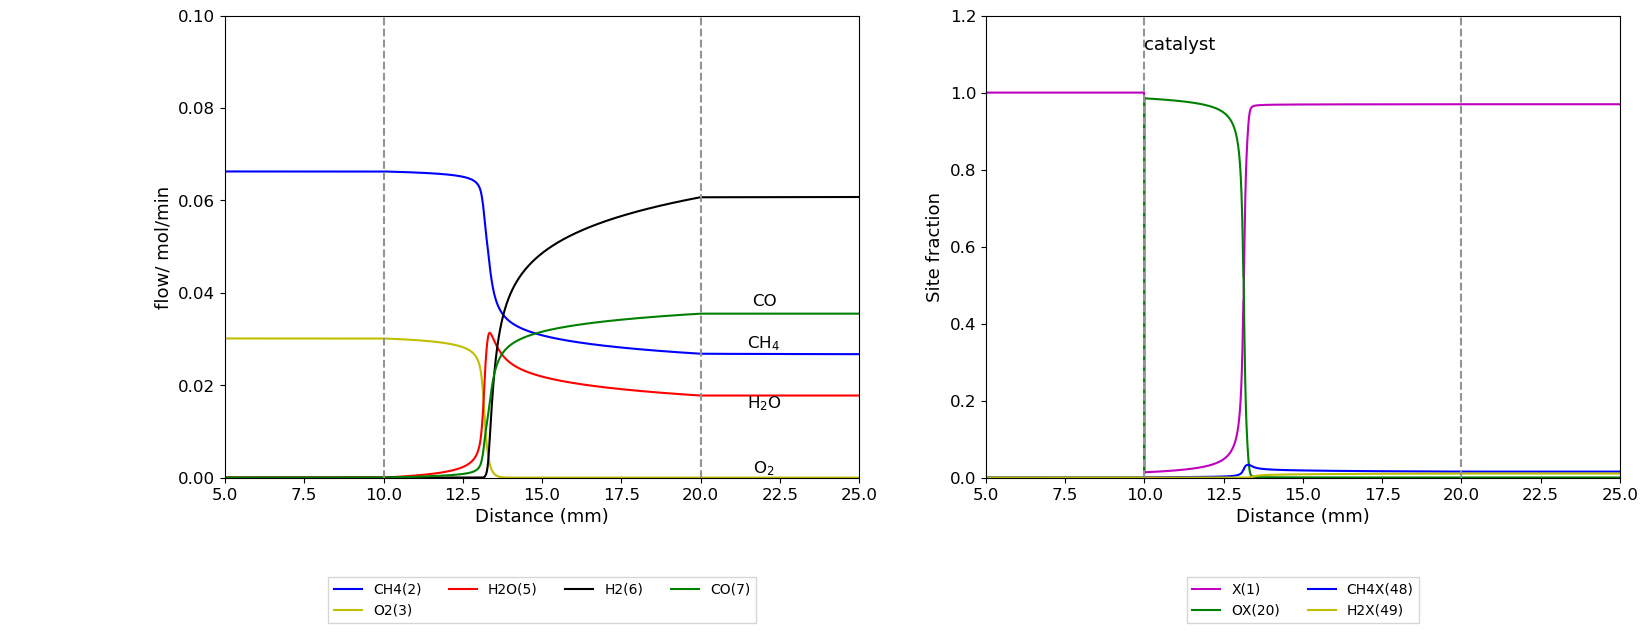 0.10
0.08
0.06
0.04
0.02
0.00
flow/ mol/min
5.0 7.5 10.0 12.5 15.0 17.5 20.0 22.5 25.0
Distance (mm)
CO
CH4
H2O
O2
CH4(2) H2O(5) H2(6) CO(7)
O2(3)
1.2
1.0
0.8
0.6
0.4
0.2
0.0
Site fraction
catalyst
5.0 7.5 10.0 12.5 15.0 17.5 20.0 22.5 25.0
Distance (mm)
X(1) CH4X(48)
OX(20) H2X(49)